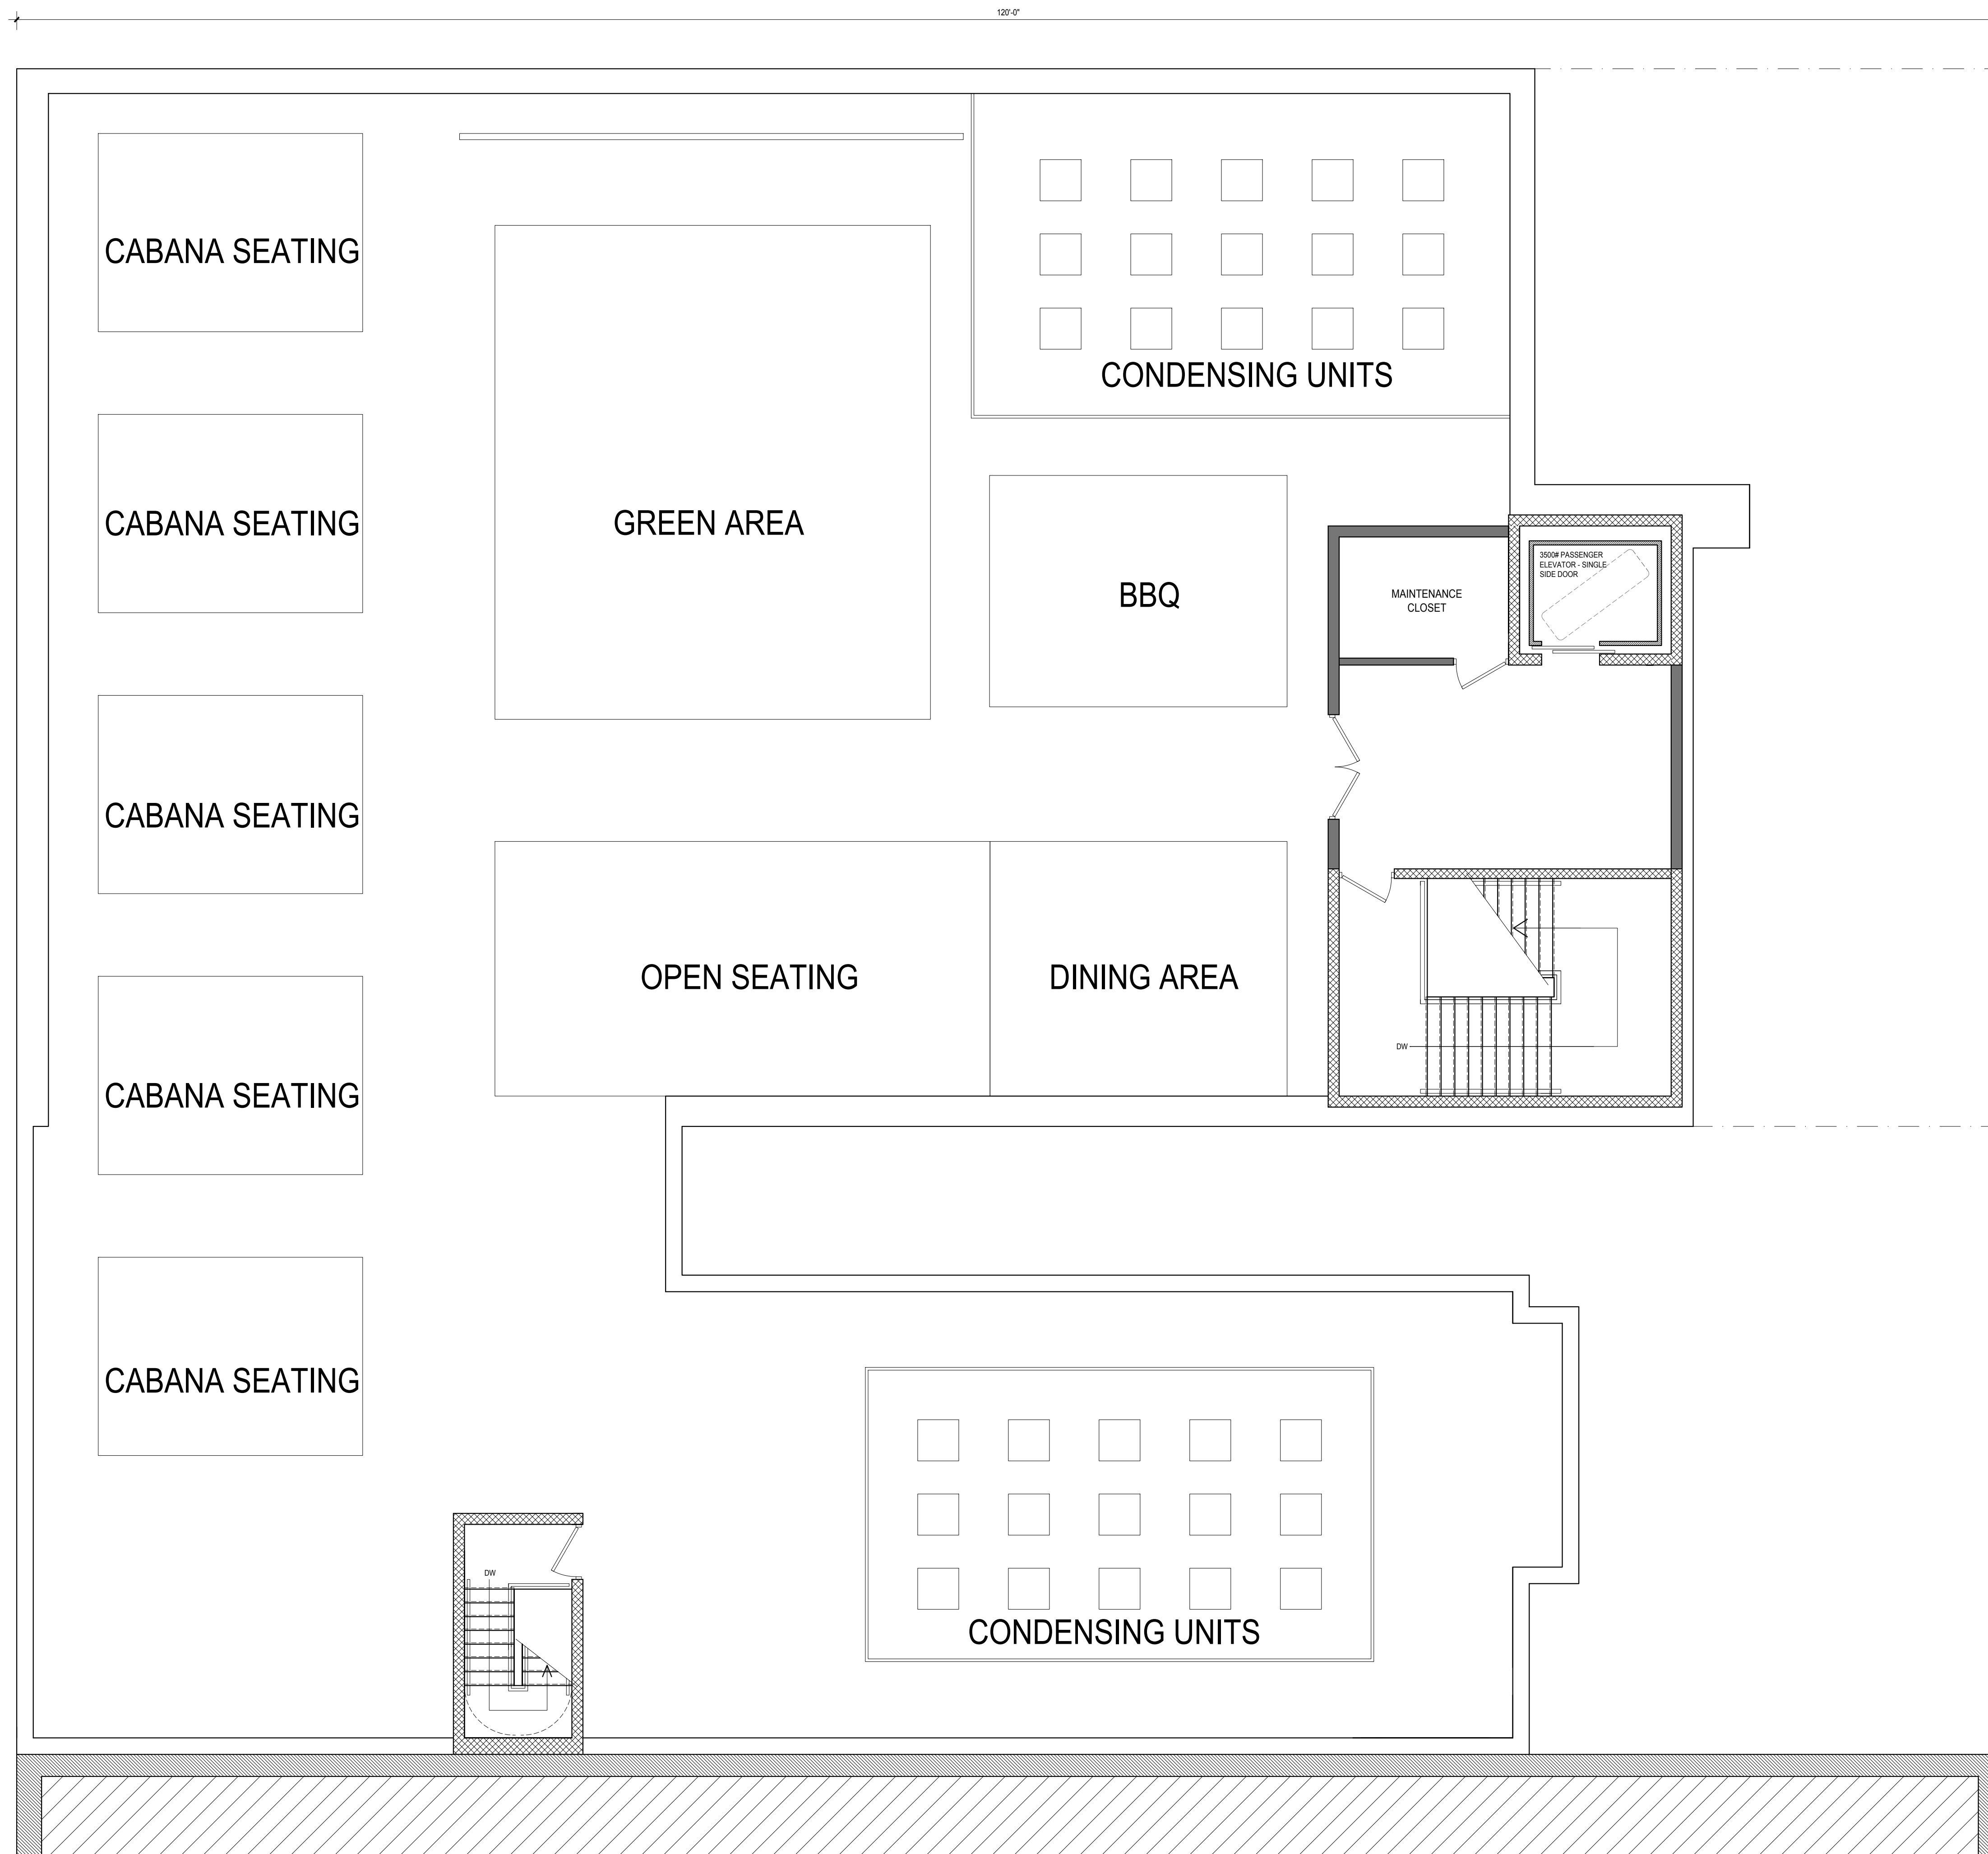 120'-0"
CABANA SEATING
CONDENSING UNITS
CABANA SEATING
GREEN AREA
BBQ
3500# PASSENGER
ELEVATOR - SINGLE
SIDE DOOR
MAINTENANCE
CLOSET
CABANA SEATING
OPEN SEATING
DINING AREA
DW
CABANA SEATING
CABANA SEATING
DW
CONDENSING UNITS